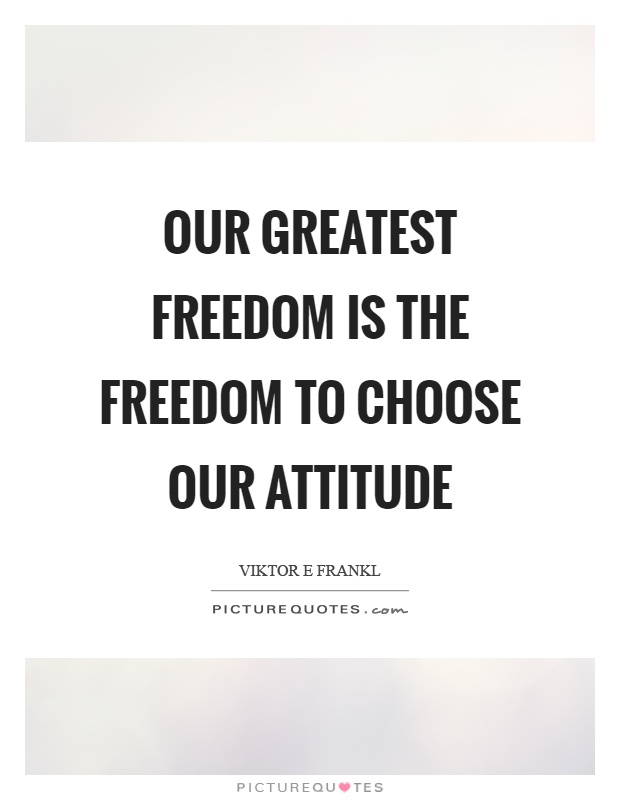 OUR GREATEST
FREEDOM IS THE
FREEDOM TO CHOOSE
OUR ATTITUDE
VIKTOR E FRANKL
PICTUREQUOTES.com
PICTUREQUOTES